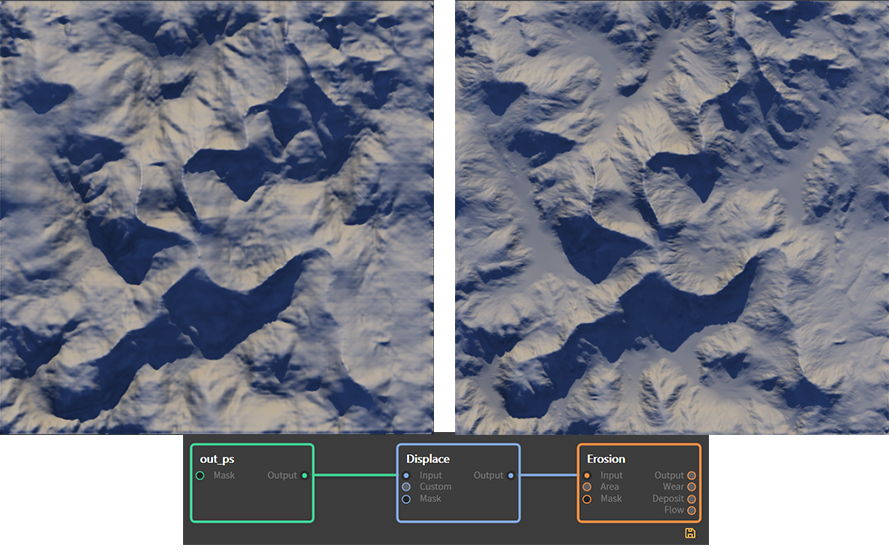 out_ps
Mask Output
Displace
Input Output
Custom
Mask
Erosion
Input Output
Area Wear
Mask Deposit
Flow